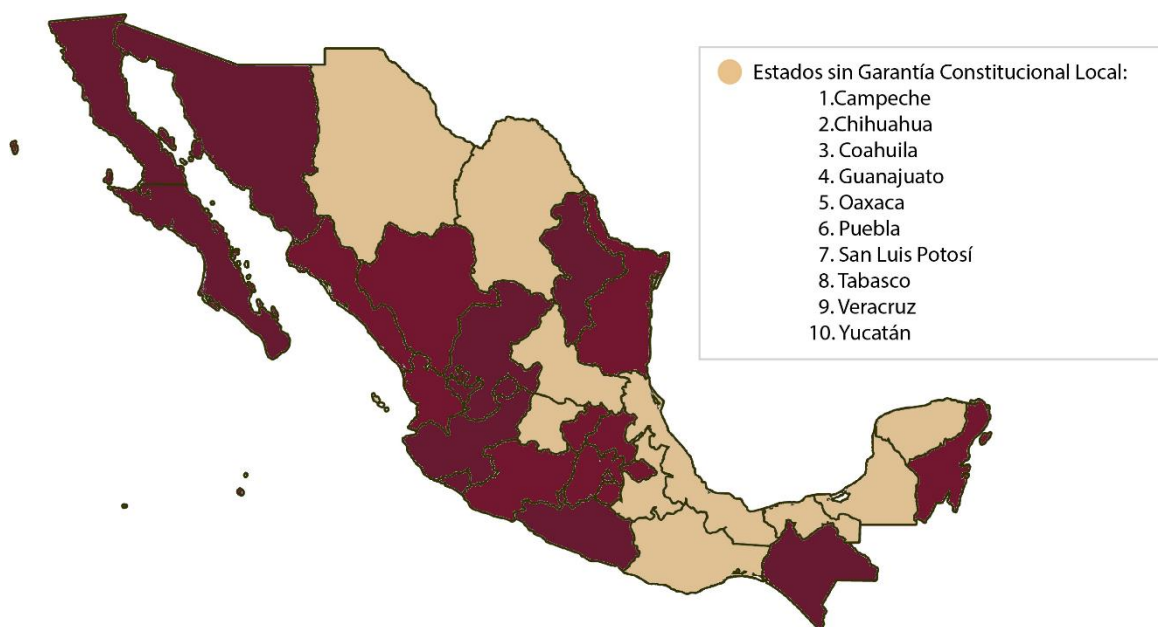 Estados sin Garantía Constitucional Local:
1.Campeche
2.Chihuahua
3. Coahuila
4. Guanajuato
5. Oaxaca
6. Puebla
7. San Luis Potosí
8. Tabasco
9. Veracruz
10. Yucatán